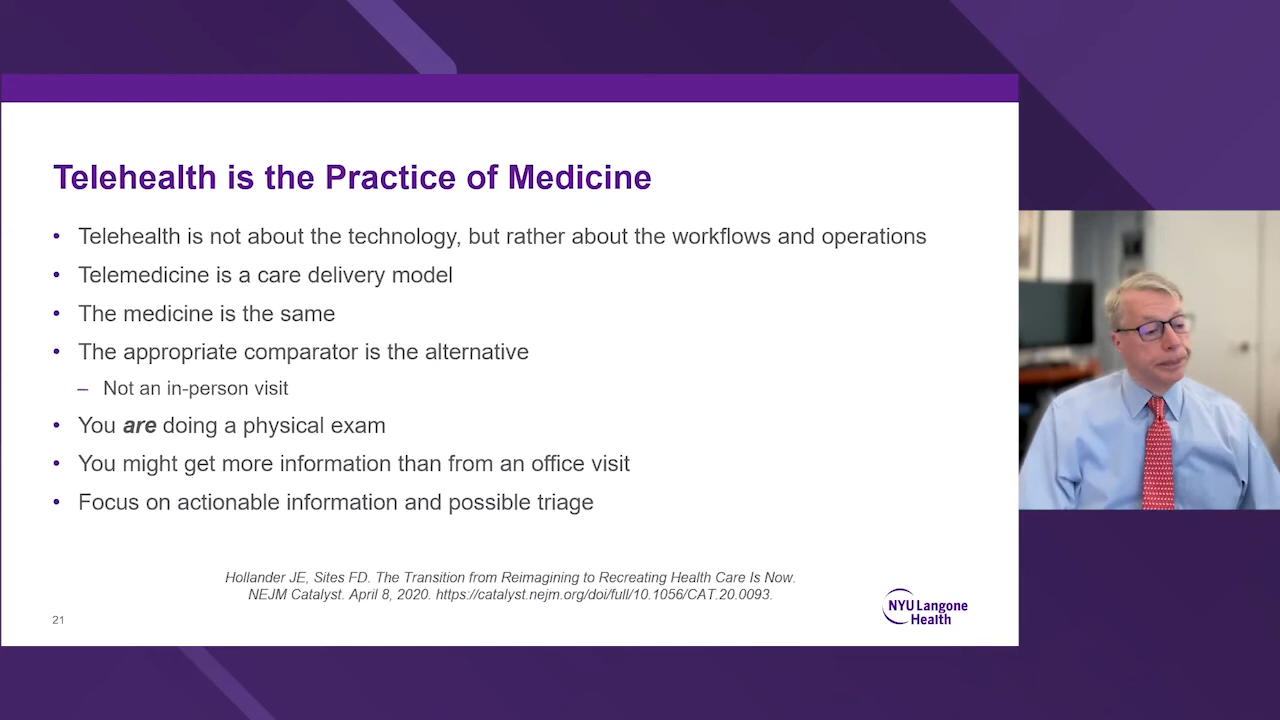 Telehealth is the Practice of Medicine
• Telehealth is not about the technology, but rather about the workflows and operations
• Telemedicine is a care delivery model
• The medicine is the same
• The appropriate comparator is the alternative
– Not an in-person visit
• You are doing a physical exam
• You might get more information than from an office visit
• Focus on actionable information and possible triage
Hollander JE, Sites FD. The Transition from Reimagining to Recreating Health Care Is Now.
NEJM Catalyst. April 8, 2020. https://catalyst.nejm.org/doi/full/10.1056/CAT.20.0093.
21
NYU Langone
Health